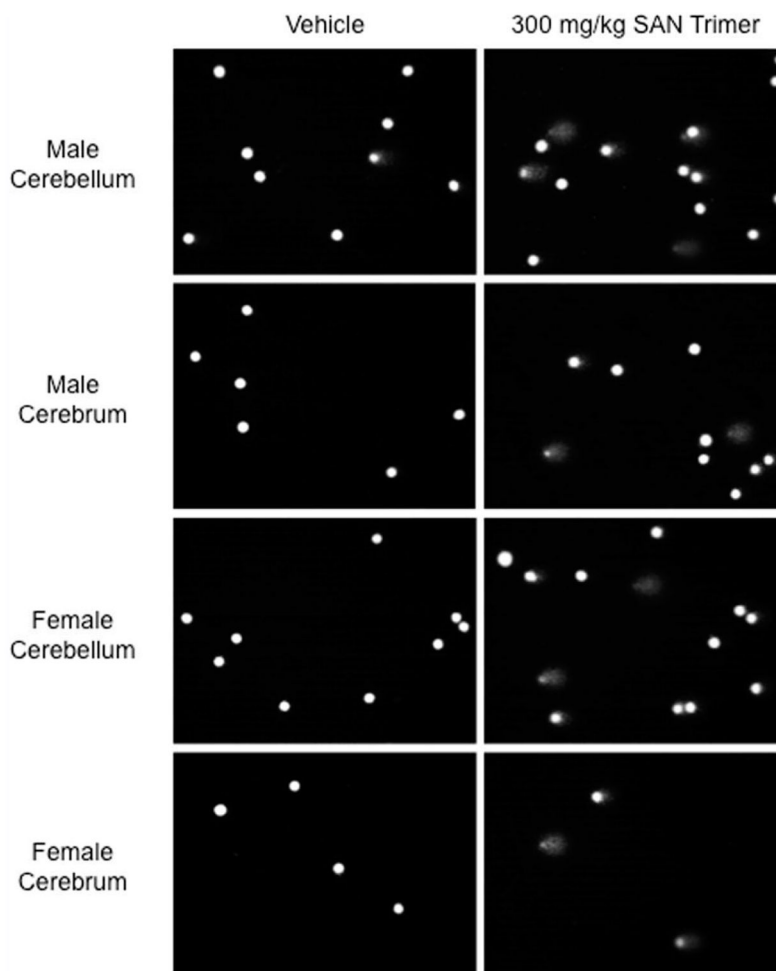 Vehicle
300 mg/kg SAN Trimer
Male
Cerebellum
Male
Cerebrum
Female
Cerebellum
Female
Cerebrum